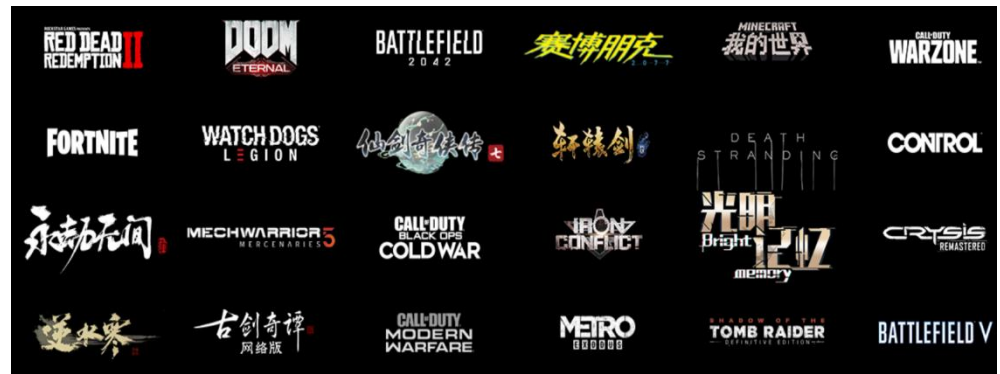 RED DEAD
REDEMPTION II
DOOM
ETERNAL
BATTLEFIELD
2042
赛博朋克
2077
MINECRAFT
我的世界
CALL OF DUTY
WARZONE
FORTNITE
WATCH DOGS
LEGION
仙剑奇侠传
七
轩辕剑
DEATH
STRANDING
CONTROL
永劫无间
MECHWARRIOR 5
MERCENARIES
CALL OF DUTY
BLACK OPS
COLD WAR
IRON
CONFLICT
光明
记忆
Bright
memory
CRYSIS
REMASTERED
逆水寒
古剑奇谭
网络版
CALL OF DUTY
MODERN
WARFARE
METRO
EXODUS
SHADOW OF THE
TOMB RAIDER
DEFINITIVE EDITION
BATTLEFIELD V